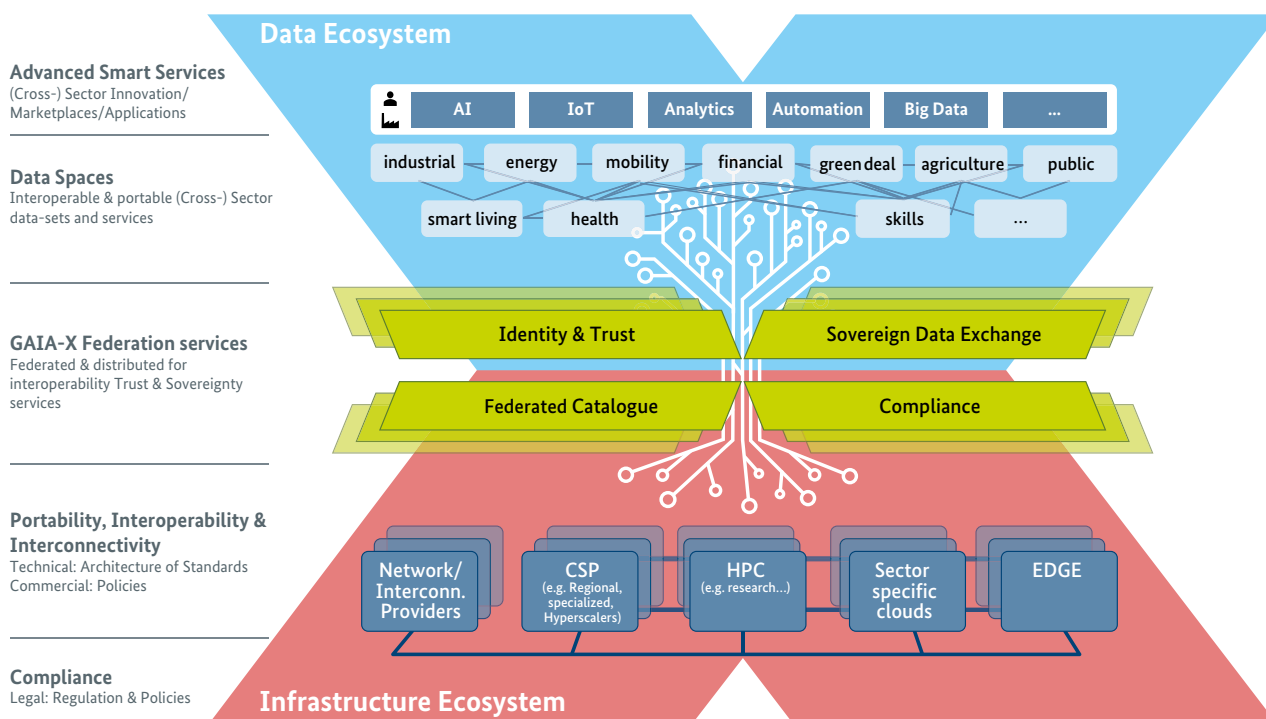 Data Ecosystem
Advanced Smart Services
(Cross-) Sector Innovation/
Marketplaces/Applications
AI
IoT
Analytics
Automation
Big Data
...
Data Spaces
Interoperable & portable (Cross-) Sector
data-sets and services
industrial
energy
mobility
financial
green deal
agriculture
public
smart living
health
skills
...
GAIA-X Federation services
Federated & distributed for
interoperability Trust & Sovereignty
services
Identity & Trust
Sovereign Data Exchange
Federated Catalogue
Compliance
Portability, Interoperability &
Interconnectivity
Technical: Architecture of Standards
Commercial: Policies
Network/
Interconn.
Providers
CSP
(e.g. Regional,
specialized,
Hyperscalers)
HPC
(e.g. research...)
Sector
specific
clouds
EDGE
Compliance
Legal: Regulation & Policies
Infrastructure Ecosystem